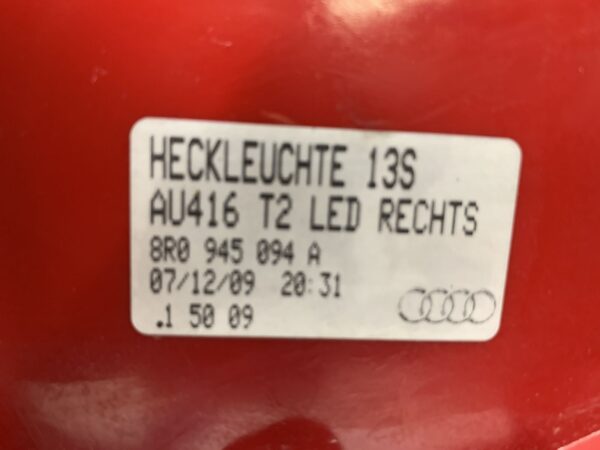 HECKLEUCHTE 13S
AU416 T2 LED RECHTS
8R0 945 094 A
07/12/09 20:31
.1 50 09